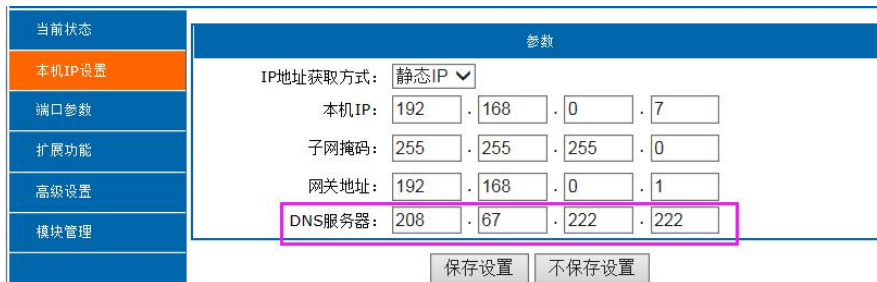 当前状态
本机IP设置
端口参数
扩展功能
高级设置
模块管理
参数
IP地址获取方式： 静态IP
本机IP： 192 . 168 . 0 . 7
子网掩码： 255 . 255 . 255 . 0
网关地址： 192 . 168 . 0 . 1
DNS服务器： 208 . 67 . 222 . 222
保存设置 不保存设置